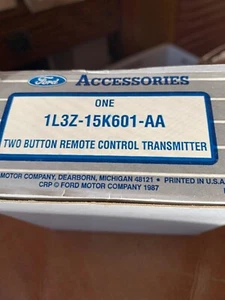 Ford ACCESSORIES
ONE
1L3Z-15K601-AA
TWO BUTTON REMOTE CONTROL TRANSMITTER
MOTOR COMPANY, DEARBORN, MICHIGAN 48121 • PRINTED IN U.S.A.
CRP © FORD MOTOR COMPANY 1987